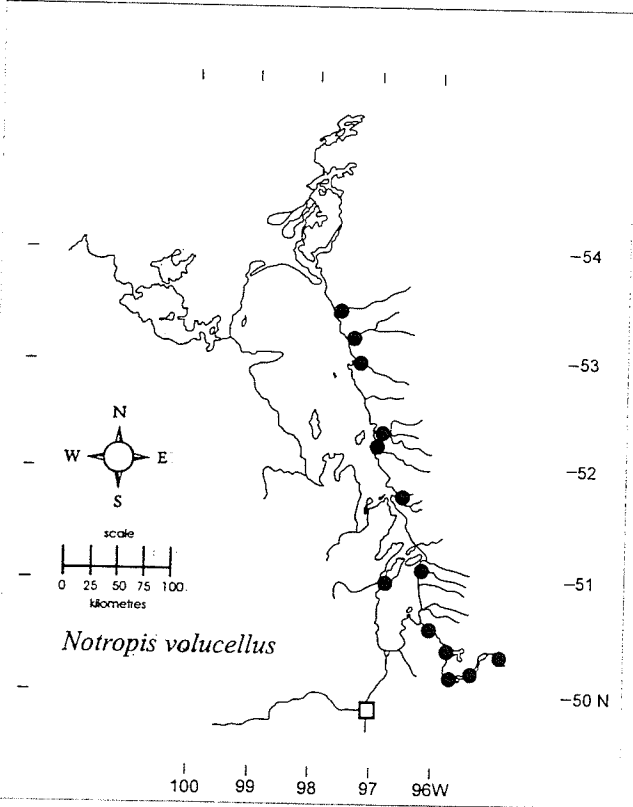 –54
–53
N
W E
S
–52
scale
0 25 50 75 100
kilometres
–51
Notropis volucellus
–50 N
100 99 98 97 96W